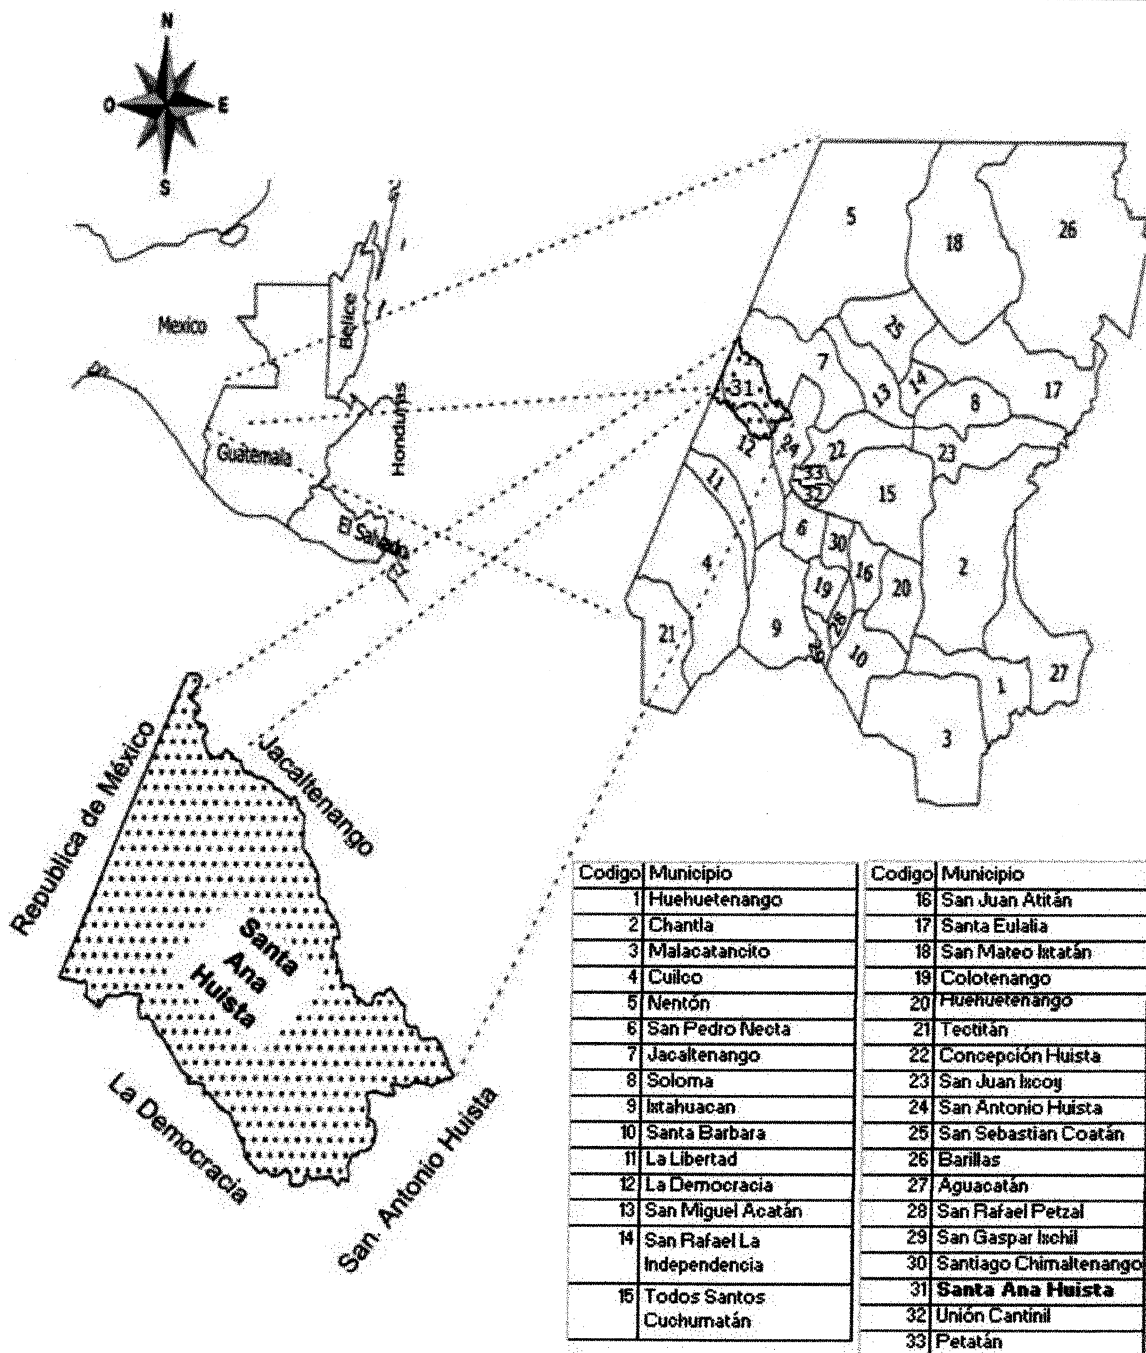 N
O E
S
Mexico
Belice
Guatemala
Honduras
El Salvador
5
18
26
25
7
31
13
14
17
8
12
24
22
23
33
11
32
15
6
30
4
16
2
19
20
21
9
28
29
10
27
1
3
Republica de México
Jacaltenango
Santa
Ana
Huista
La Democracia
San. Antonio Huista
Codigo Municipio
1 Huehuetenango
2 Chantla
3 Malacatancito
4 Cuilco
5 Nentón
6 San Pedro Necta
7 Jacaltenango
8 Soloma
9 Ixtahuacan
10 Santa Barbara
11 La Libertad
12 La Democracia
13 San Miguel Acatán
14 San Rafael La
Independencia
15 Todos Santos
Cuchumatán
Codigo Municipio
16 San Juan Atitán
17 Santa Eulalia
18 San Mateo Ixtatán
19 Colotenango
20 Huehuetenango
21 Tectitán
22 Concepción Huista
23 San Juan Ixcoy
24 San Antonio Huista
25 San Sebastian Coatán
26 Barillas
27 Aguacatán
28 San Rafael Petzal
29 San Gaspar Ixchil
30 Santiago Chimaltenango
31 Santa Ana Huista
32 Unión Cantinil
33 Petatán